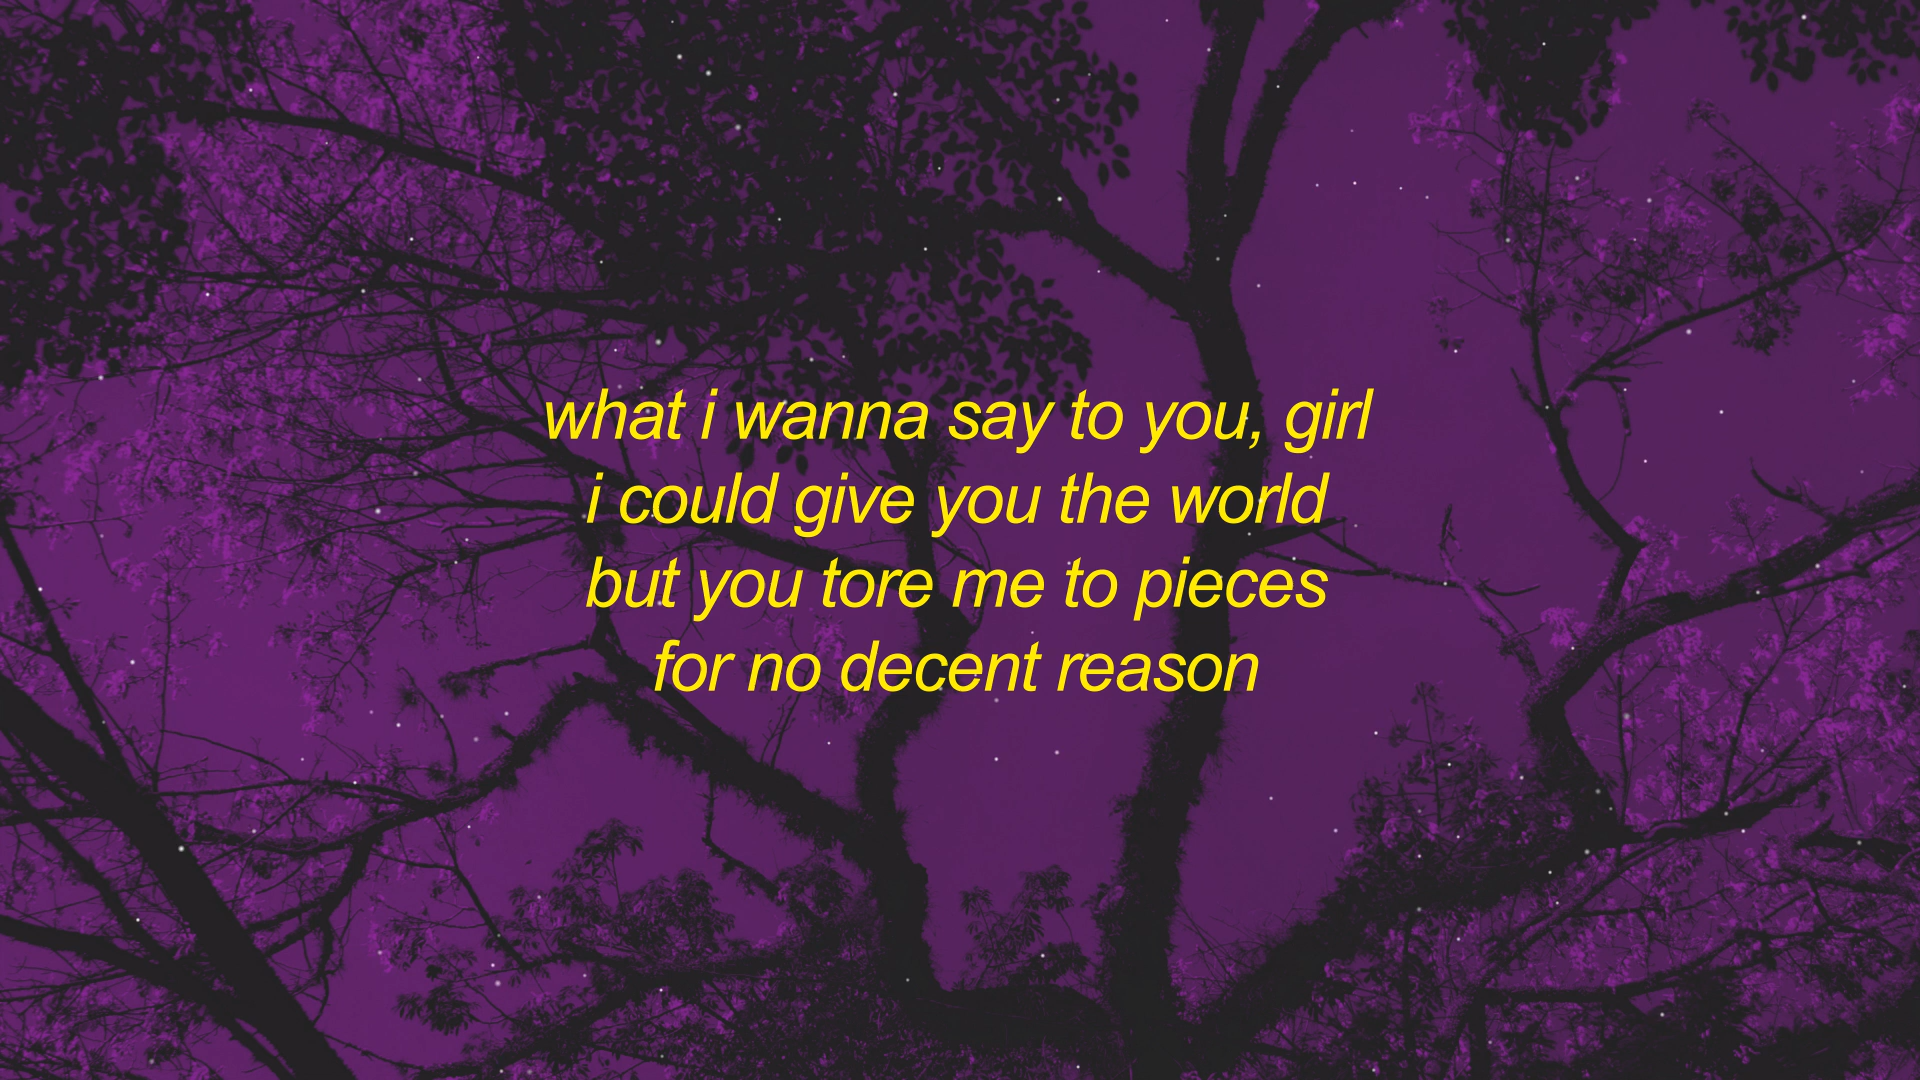 what i wanna say to you, girl
i could give you the world
but you tore me to pieces
for no decent reason